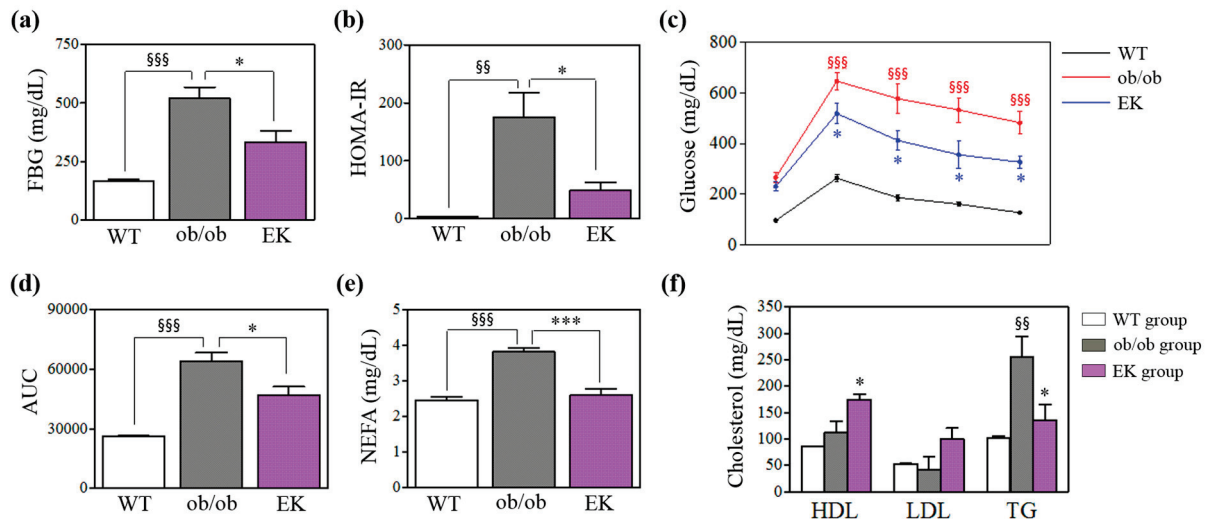 (a)
750
500
250
0
FBG (mg/dL)
§§§
*
WT
ob/ob
EK
(b)
300
200
100
0
HOMA-IR
§§
*
WT
ob/ob
EK
(c)
800
600
400
200
0
Glucose (mg/dL)
§§§
§§§
§§§
§§§
*
*
*
*
WT
ob/ob
EK
(d)
90000
60000
30000
0
AUC
§§§
*
WT
ob/ob
EK
(e)
5
4
3
2
1
0
NEFA (mg/dL)
§§§
***
WT
ob/ob
EK
(f)
350
300
250
200
150
100
50
0
Cholesterol (mg/dL)
*
§§
*
HDL
LDL
TG
WT group
ob/ob group
EK group